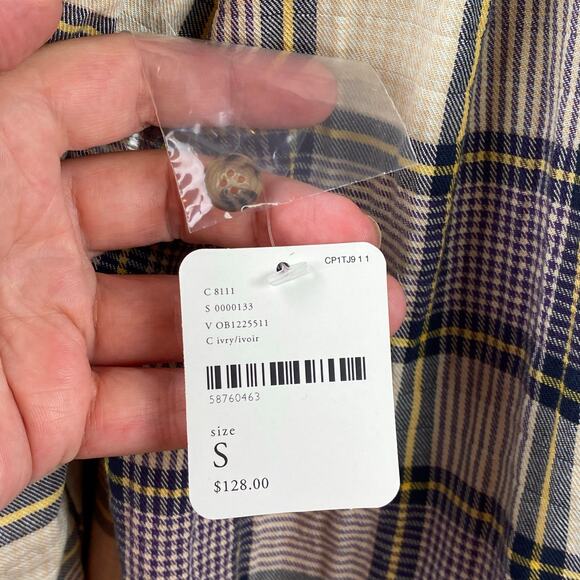 CP1TJ9 1 1
C 8111
S 0000133
V OB1225511
C ivry/ivoir
58760463
size
S
$128.00